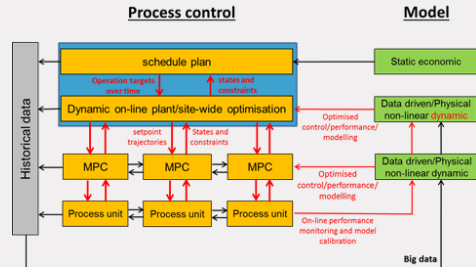 Process control
Model
schedule plan
Static economic
Operation targets
over time
states and
constraints
Dynamic on-line plant/site-wide optimisation
Data driven/Physical
non-linear dynamic
Historical data
setpoint
trajectories
States and
constraints
Optimised
control/performance/
modelling
MPC
MPC
MPC
Data driven/Physical
non-linear dynamic
Optimised
control/performance/
modelling
Process unit
Process unit
Process unit
On-line performance
monitoring and model
calibration
Big data